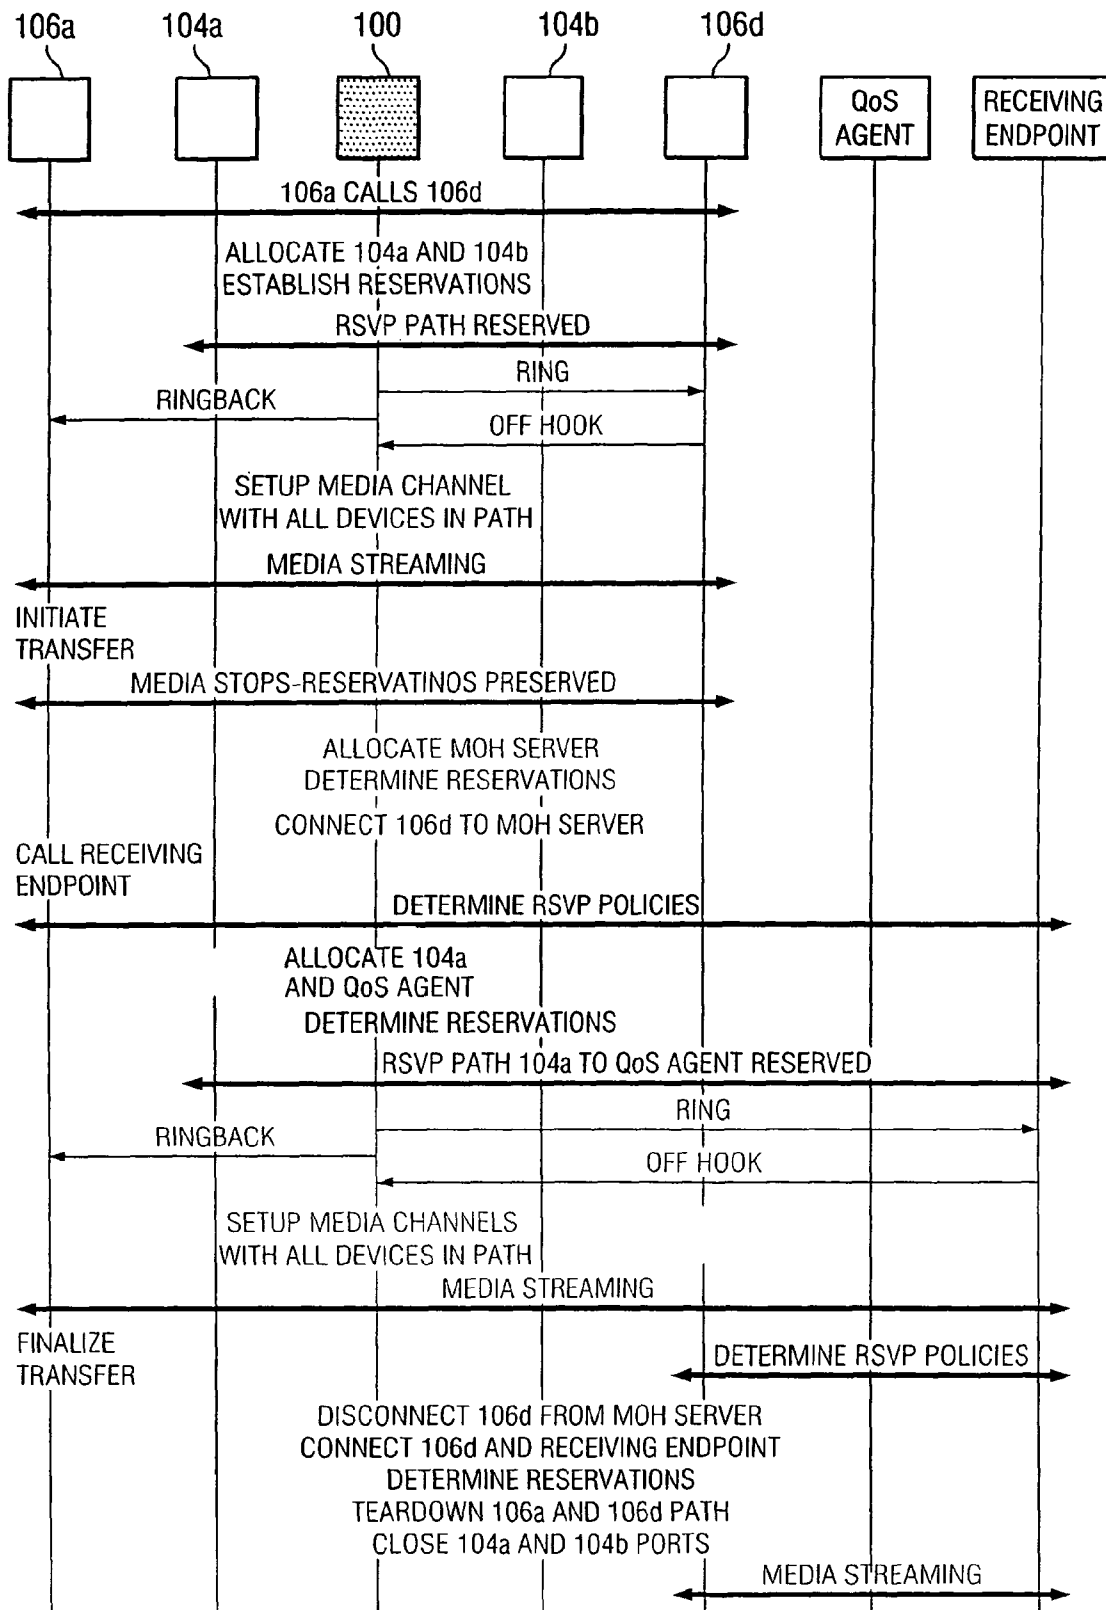 106a 104a 100 104b 106d
QoS
AGENT
RECEIVING
ENDPOINT
106a CALLS 106d
ALLOCATE 104a AND 104b
ESTABLISH RESERVATIONS
RSVP PATH RESERVED
RING
RINGBACK
OFF HOOK
SETUP MEDIA CHANNEL
WITH ALL DEVICES IN PATH
MEDIA STREAMING
INITIATE
TRANSFER
MEDIA STOPS-RESERVATINOS PRESERVED
ALLOCATE MOH SERVER
DETERMINE RESERVATIONS
CONNECT 106d TO MOH SERVER
CALL RECEIVING
ENDPOINT
DETERMINE RSVP POLICIES
ALLOCATE 104a
AND QoS AGENT
DETERMINE RESERVATIONS
RSVP PATH 104a TO QoS AGENT RESERVED
RING
RINGBACK
OFF HOOK
SETUP MEDIA CHANNELS
WITH ALL DEVICES IN PATH
MEDIA STREAMING
FINALIZE
TRANSFER
DETERMINE RSVP POLICIES
DISCONNECT 106d FROM MOH SERVER
CONNECT 106d AND RECEIVING ENDPOINT
DETERMINE RESERVATIONS
TEARDOWN 106a AND 106d PATH
CLOSE 104a AND 104b PORTS
MEDIA STREAMING